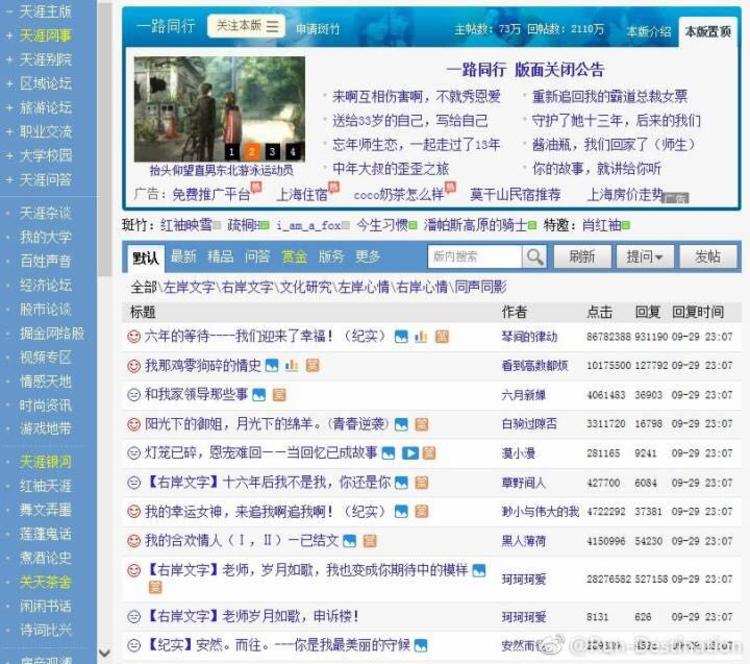 天涯主版
天涯网事
天涯别院
区域论坛
旅游论坛
职业交流
大学校园
天涯问答
天涯杂谈
我的大学
百姓声音
经济论坛
股市论谈
掘金网络股
视频专区
情感天地
时尚资讯
游戏地带
天涯银河
红袖天涯
舞文弄墨
莲蓬鬼话
煮酒论史
关天茶舍
闲闲书话
诗词比兴
一路同行 关注本版 申请斑竹 主帖数：73万 回帖数：2110万 本版介绍 本版置顶
一路同行 版面关闭公告
来啊互相伤害啊，不就秀恩爱 重新追回我的霸道总裁女票
送给33岁的自己，写给自己 守护了她十三年，后来的我们
忘年师生恋，一起走过了13年 酱油瓶，我们回家了（师生）
1 2 3 4
抬头仰望直男东北游泳运动员 中年大叔的歪歪之旅 你的故事，就讲给你听
广告：免费推广平台 上海住宿 coco奶茶怎么样 莫干山民宿推荐 上海房价走势 广告
斑竹：红袖映雪 疏桐H i_am_a_fox 今生习惯 潘帕斯高原的骑士 特邀：肖红袖
默认 最新 精品 问答 赏金 版务 更多 版内搜索 刷新 提问 发帖
全部\左岸文字\右岸文字\文化研究\左岸心情\右岸心情\同声同影
标题 作者 点击 回复 回复时间
六年的等待----我们迎来了幸福！（纪实） 赏 琴间的律动 86782388 931190 09-29 23:07
我那鸡零狗碎的情史 赏 看到高数都烦 10175500 127792 09-29 23:07
和我家领导那些事 赏 六月新缘 4061483 36903 09-29 23:07
阳光下的御姐，月光下的绵羊。（青春逆袭） 赏 白驹过隙否 3311720 16798 09-29 23:07
灯笼已碎，恩宠难回——当回忆已成故事 赏 漠小漫 281165 9241 09-29 23:07
【右岸文字】十六年后我不是我，你还是你 赏 草野间人 427700 6084 09-29 23:07
我的幸运女神，来追我啊追我啊！（纪实） 赏 渺小与伟大的我 4722292 37381 09-29 23:07
我的合欢情人（Ⅰ，Ⅱ）—已结文 赏 黑人薄荷 4150996 54230 09-29 23:07
【右岸文字】老师，岁月如歌，我也变成你期待中的模样 赏 珂珂珂爱 28276582 527158 09-29 23:07
【右岸文字】老师岁月如歌，申诉楼！ 珂珂珂爱 8131 626 09-29 23:07
【纪实】安然。而往。---你是我最美丽的守候 安然而